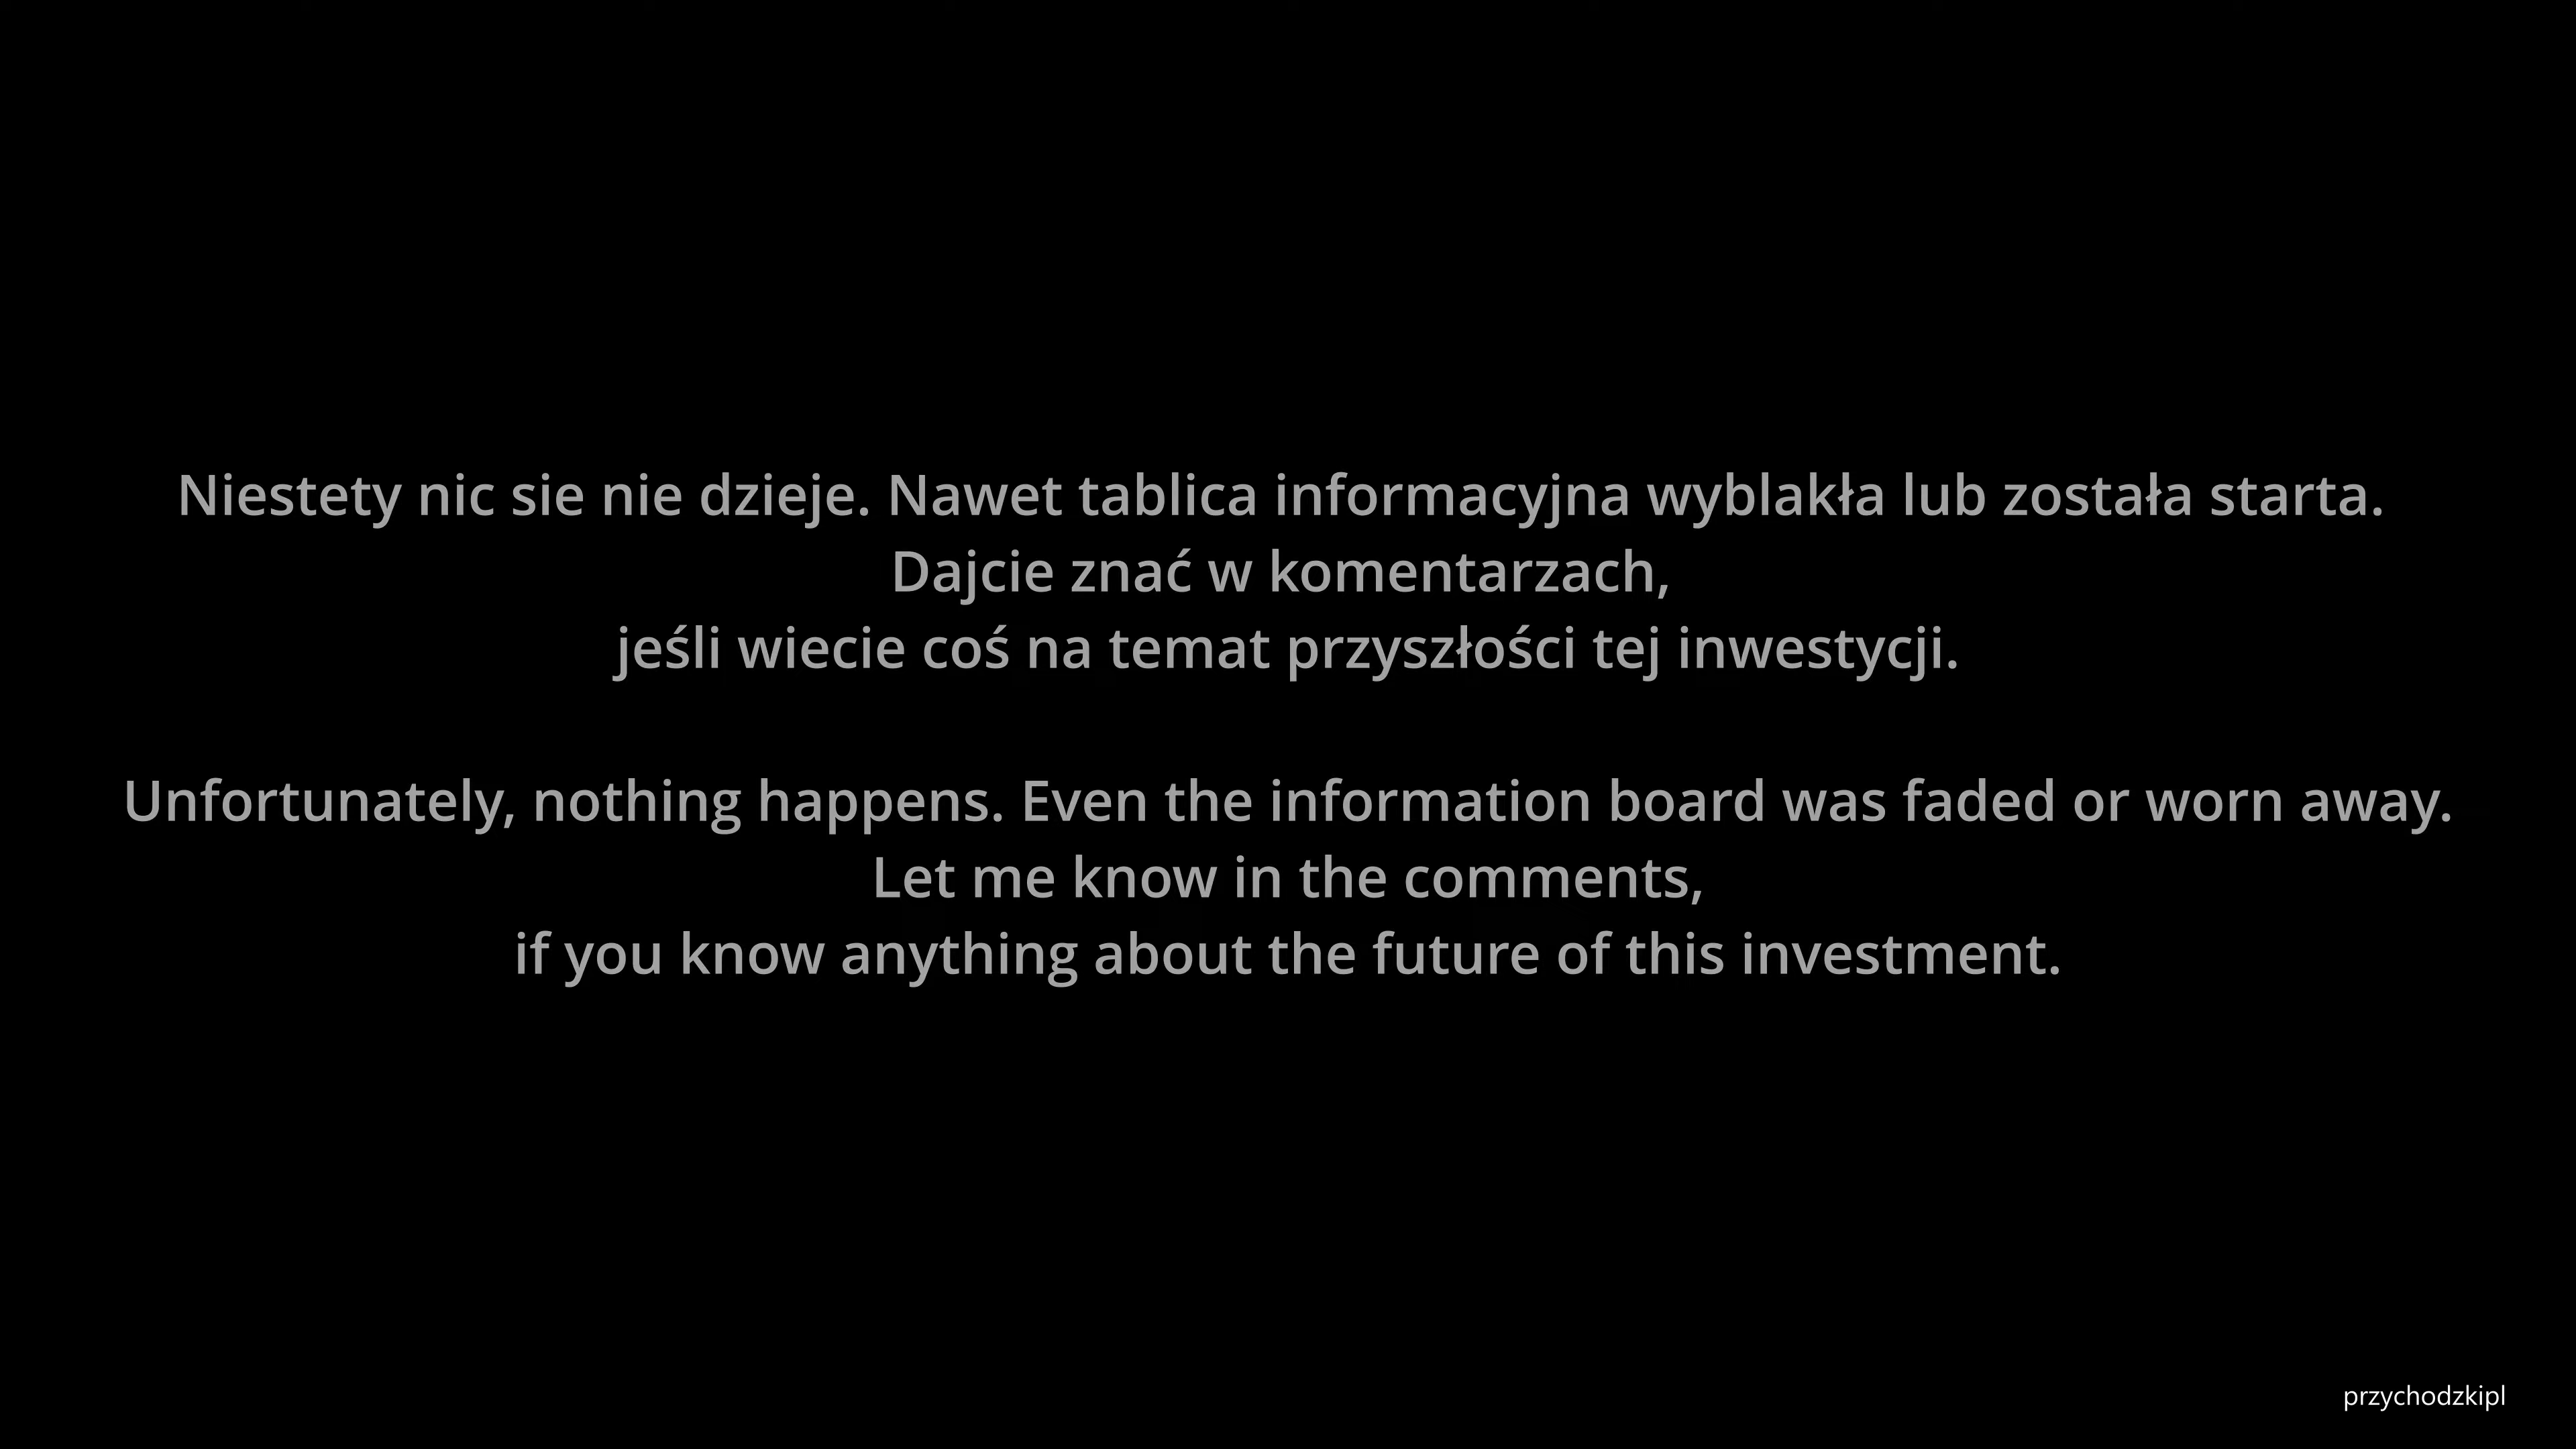 Niestety nic sie nie dzieje. Nawet tablica informacyjna wyblakła lub została starta.
Dajcie znać w komentarzach,
jeśli wiecie coś na temat przyszłości tej inwestycji.
Unfortunately, nothing happens. Even the information board was faded or worn away.
Let me know in the comments,
if you know anything about the future of this investment.
przychodzkipl